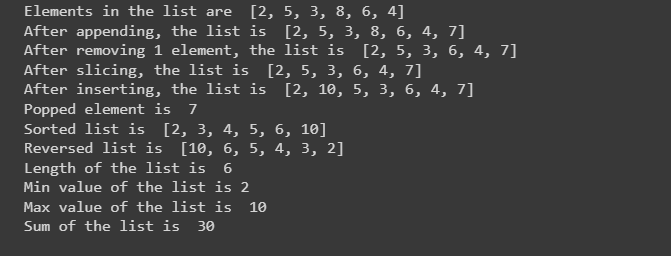 Elements in the list are  [2, 5, 3, 8, 6, 4]
After appending, the list is  [2, 5, 3, 8, 6, 4, 7]
After removing 1 element, the list is  [2, 5, 3, 6, 4, 7]
After slicing, the list is  [2, 5, 3, 6, 4, 7]
After inserting, the list is  [2, 10, 5, 3, 6, 4, 7]
Popped element is  7
Sorted list is  [2, 3, 4, 5, 6, 10]
Reversed list is  [10, 6, 5, 4, 3, 2]
Length of the list is  6
Min value of the list is 2
Max value of the list is  10
Sum of the list is  30